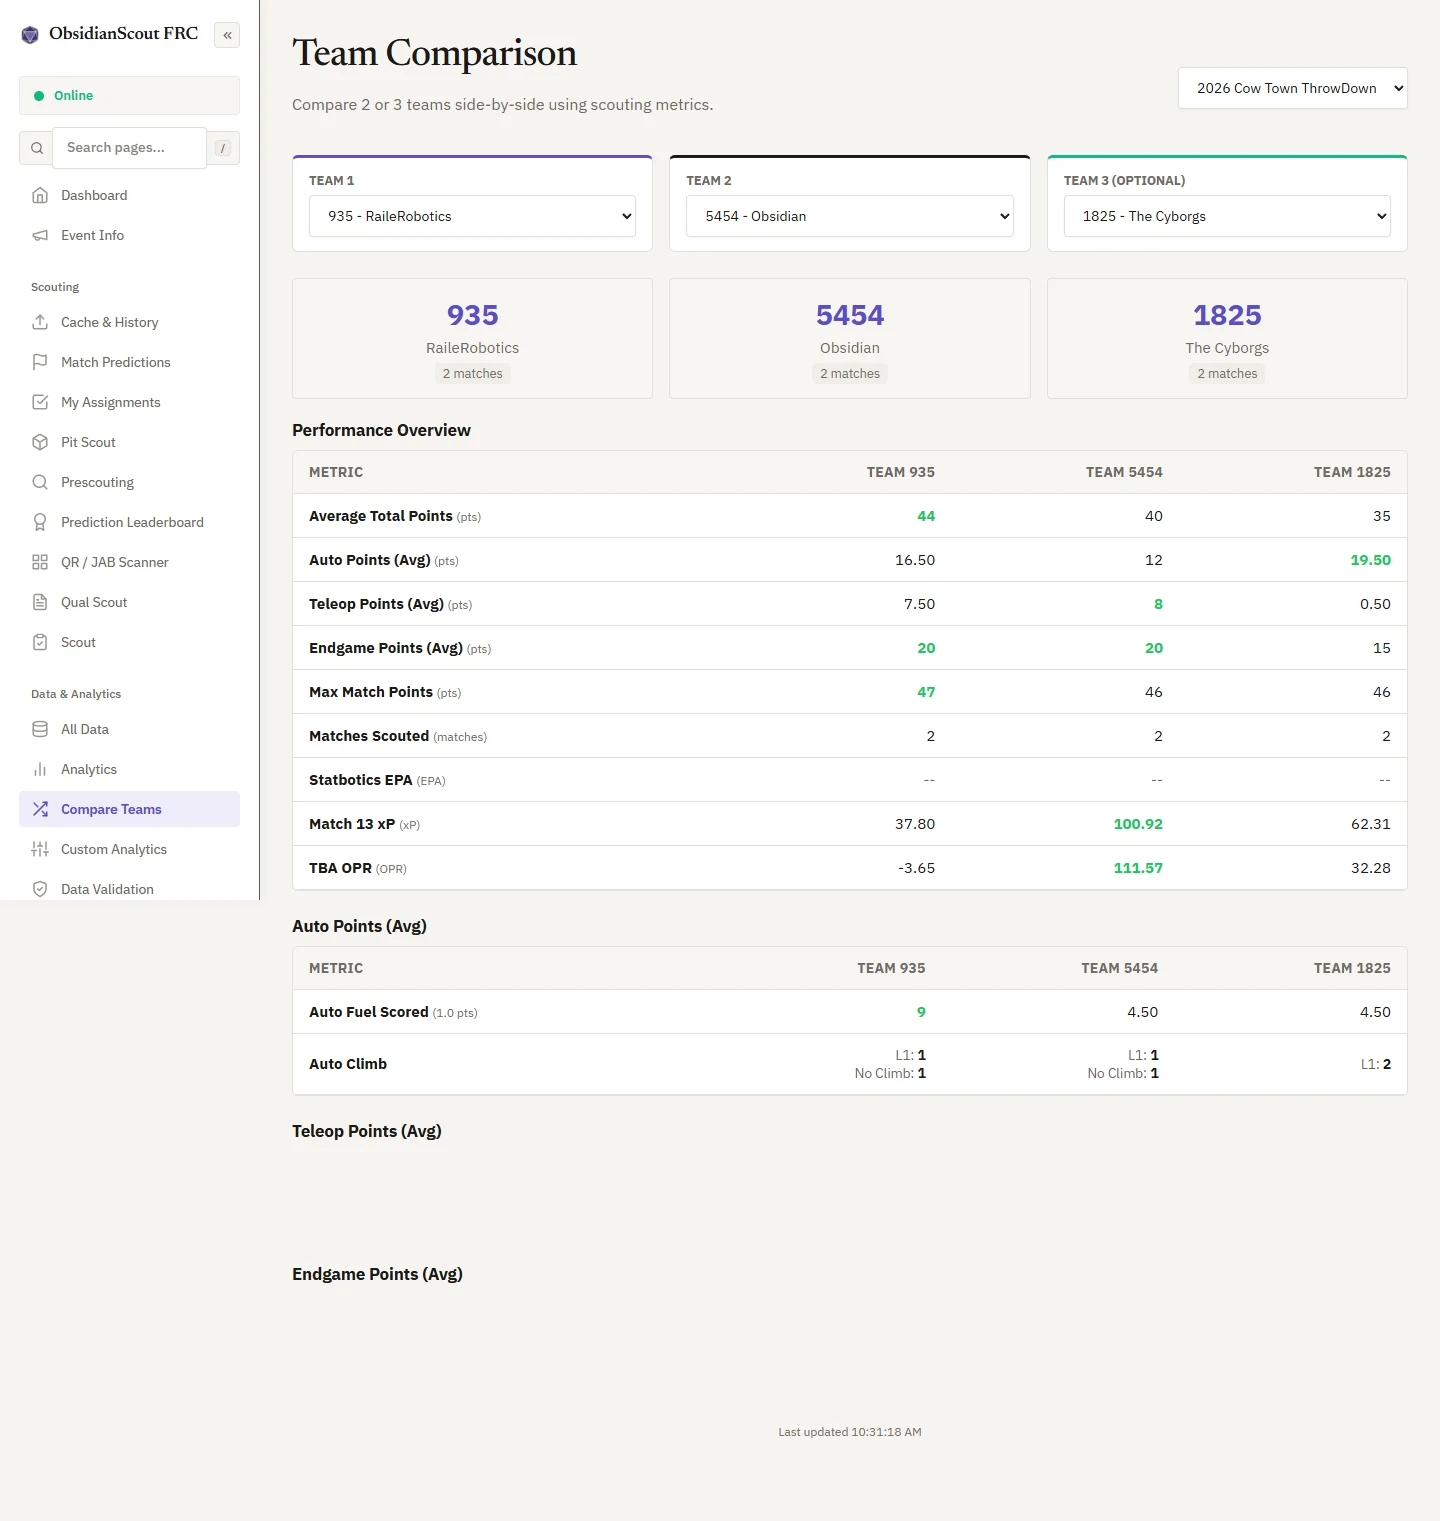 ObsidianScout FRC
«
Online
Search pages...
/
Dashboard
Event Info
Scouting
Cache & History
Match Predictions
My Assignments
Pit Scout
Prescouting
Prediction Leaderboard
QR / JAB Scanner
Qual Scout
Scout
Data & Analytics
All Data
Analytics
Compare Teams
Custom Analytics
Data Validation
Team Comparison
Compare 2 or 3 teams side-by-side using scouting metrics.
2026 Cow Town ThrowDown
TEAM 1
935 - RaileRobotics
TEAM 2
5454 - Obsidian
TEAM 3 (OPTIONAL)
1825 - The Cyborgs
935
RaileRobotics
2 matches
5454
Obsidian
2 matches
1825
The Cyborgs
2 matches
Performance Overview
METRIC TEAM 935 TEAM 5454 TEAM 1825
Average Total Points (pts) 44 40 35
Auto Points (Avg) (pts) 16.50 12 19.50
Teleop Points (Avg) (pts) 7.50 8 0.50
Endgame Points (Avg) (pts) 20 20 15
Max Match Points (pts) 47 46 46
Matches Scouted (matches) 2 2 2
Statbotics EPA (EPA) -- -- --
Match 13 xP (xP) 37.80 100.92 62.31
TBA OPR (OPR) -3.65 111.57 32.28
Auto Points (Avg)
METRIC TEAM 935 TEAM 5454 TEAM 1825
Auto Fuel Scored (1.0 pts) 9 4.50 4.50
Auto Climb
L1: 1
No Climb: 1
L1: 1
No Climb: 1
L1: 2
Teleop Points (Avg)
Endgame Points (Avg)
Last updated 10:31:18 AM